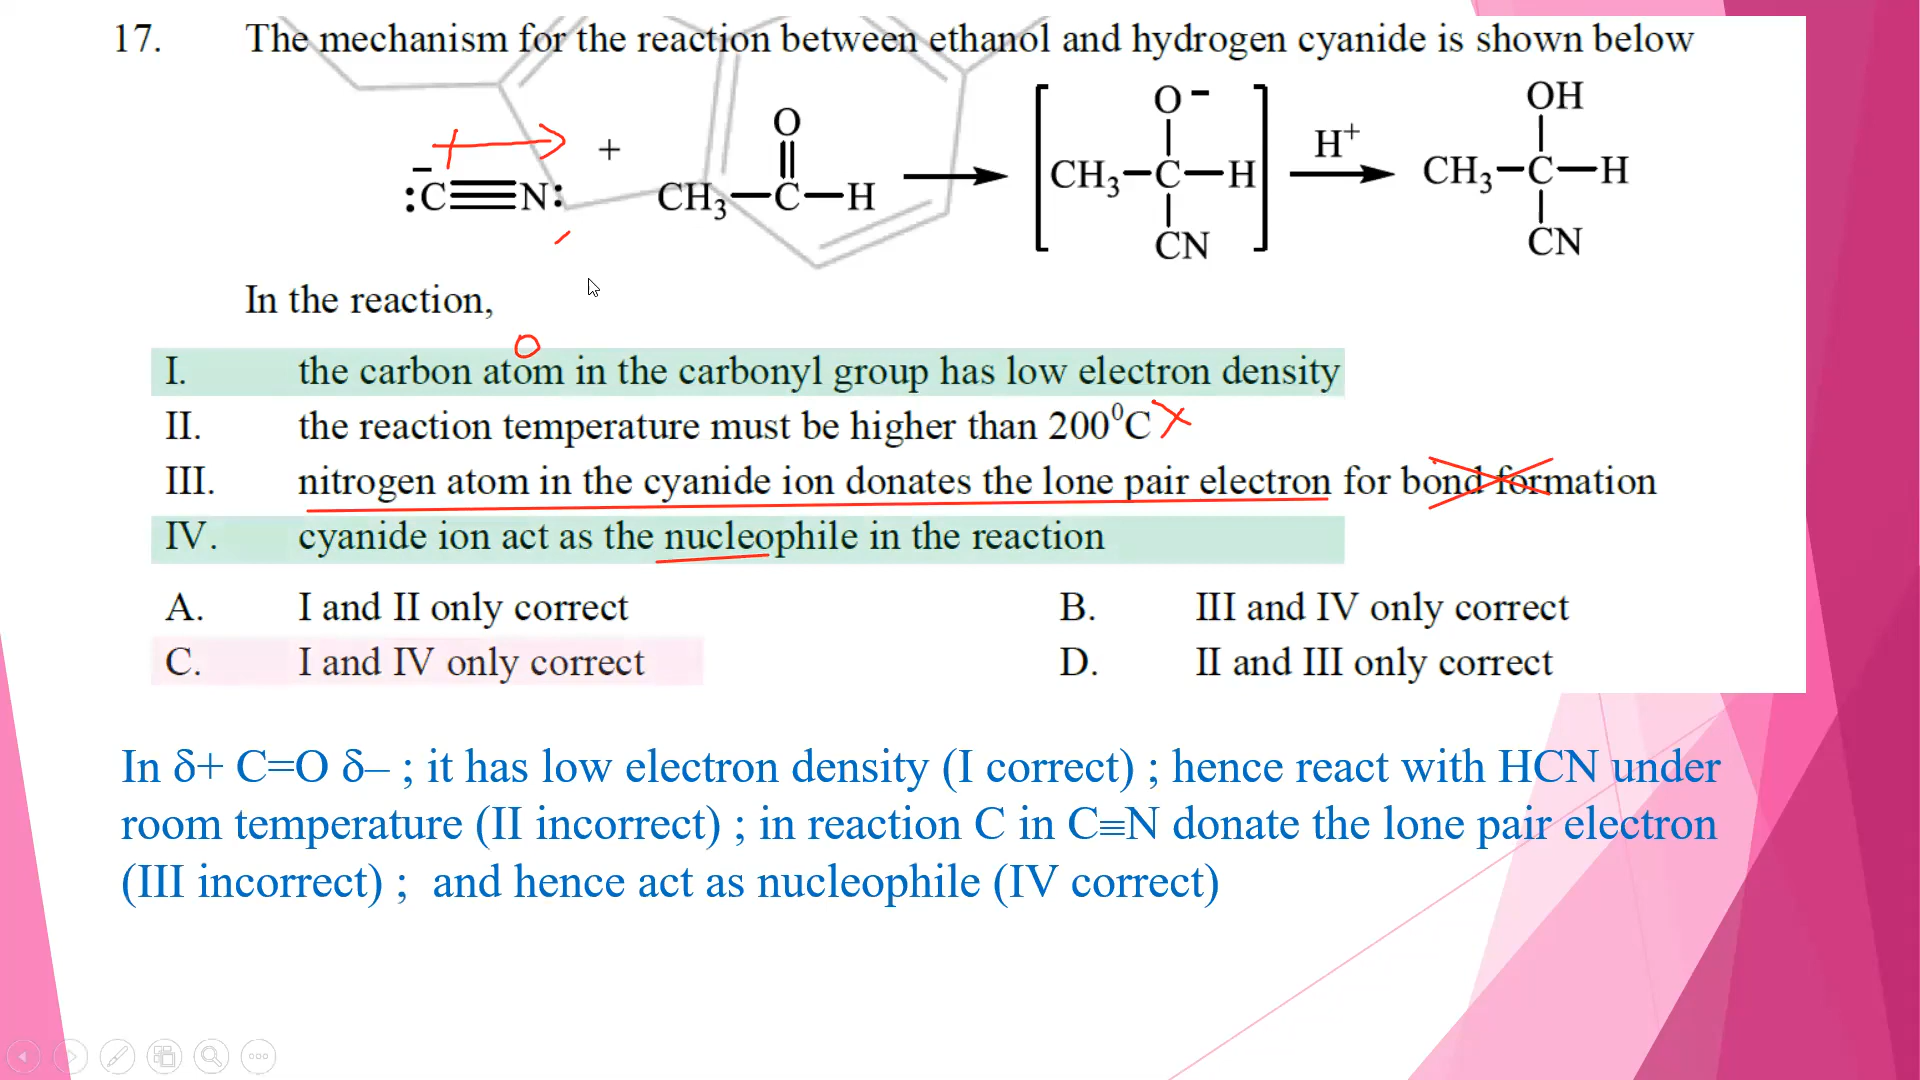 17. The mechanism for the reaction between ethanol and hydrogen cyanide is shown below
:C̄≡N: + CH₃—C(=O)—H → [CH₃—C(O⁻)(CN)—H] H⁺→ CH₃—C(OH)(CN)—H
In the reaction,
I. the carbon atom in the carbonyl group has low electron density
II. the reaction temperature must be higher than 200⁰C
III. nitrogen atom in the cyanide ion donates the lone pair electron for bond formation
IV. cyanide ion act as the nucleophile in the reaction
A. I and II only correct B. III and IV only correct
C. I and IV only correct D. II and III only correct
In δ+ C=O δ– ; it has low electron density (I correct) ; hence react with HCN under
room temperature (II incorrect) ; in reaction C in C≡N donate the lone pair electron
(III incorrect) ; and hence act as nucleophile (IV correct)